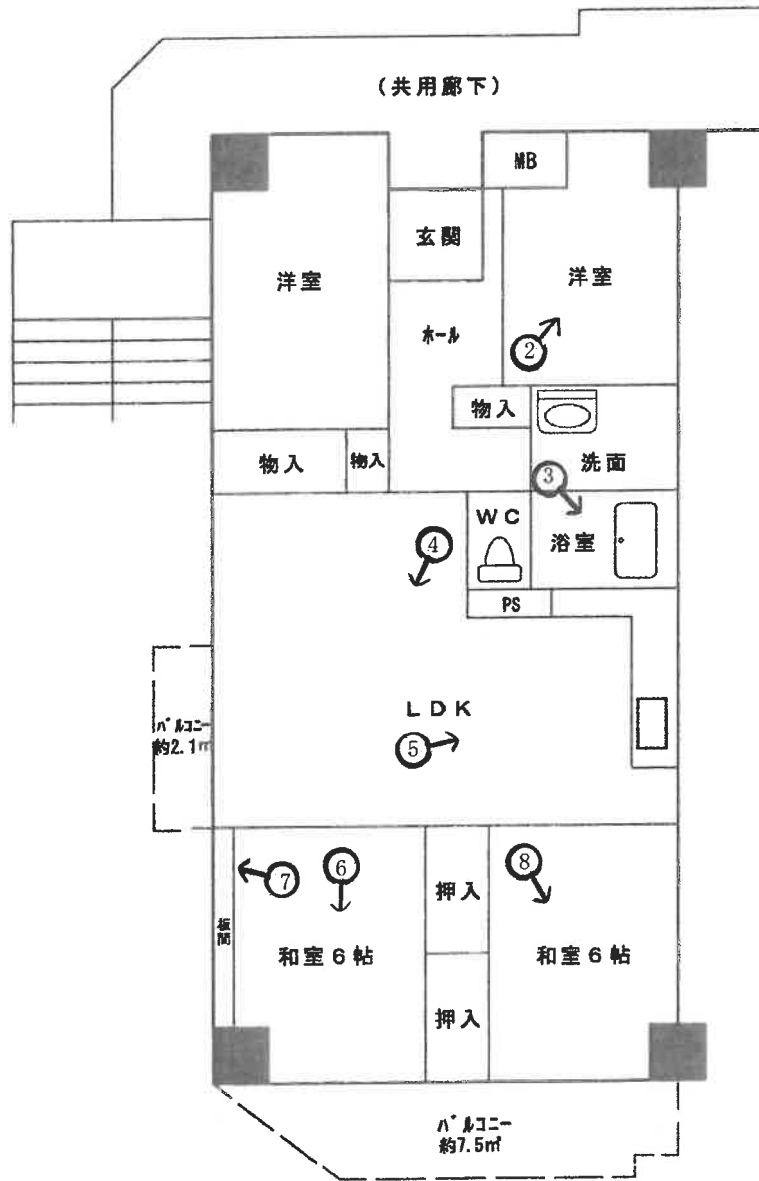 (共用廊下)
MB
玄関
洋室
洋室
ホール
②
物入
物入
物入
洗面
③
WC
浴室
④
PS
LDK
バルコニー
約2.1㎡
⑤
⑦
⑥
⑧
押入
板間
和室6帖
和室6帖
押入
バルコニー
約7.5㎡